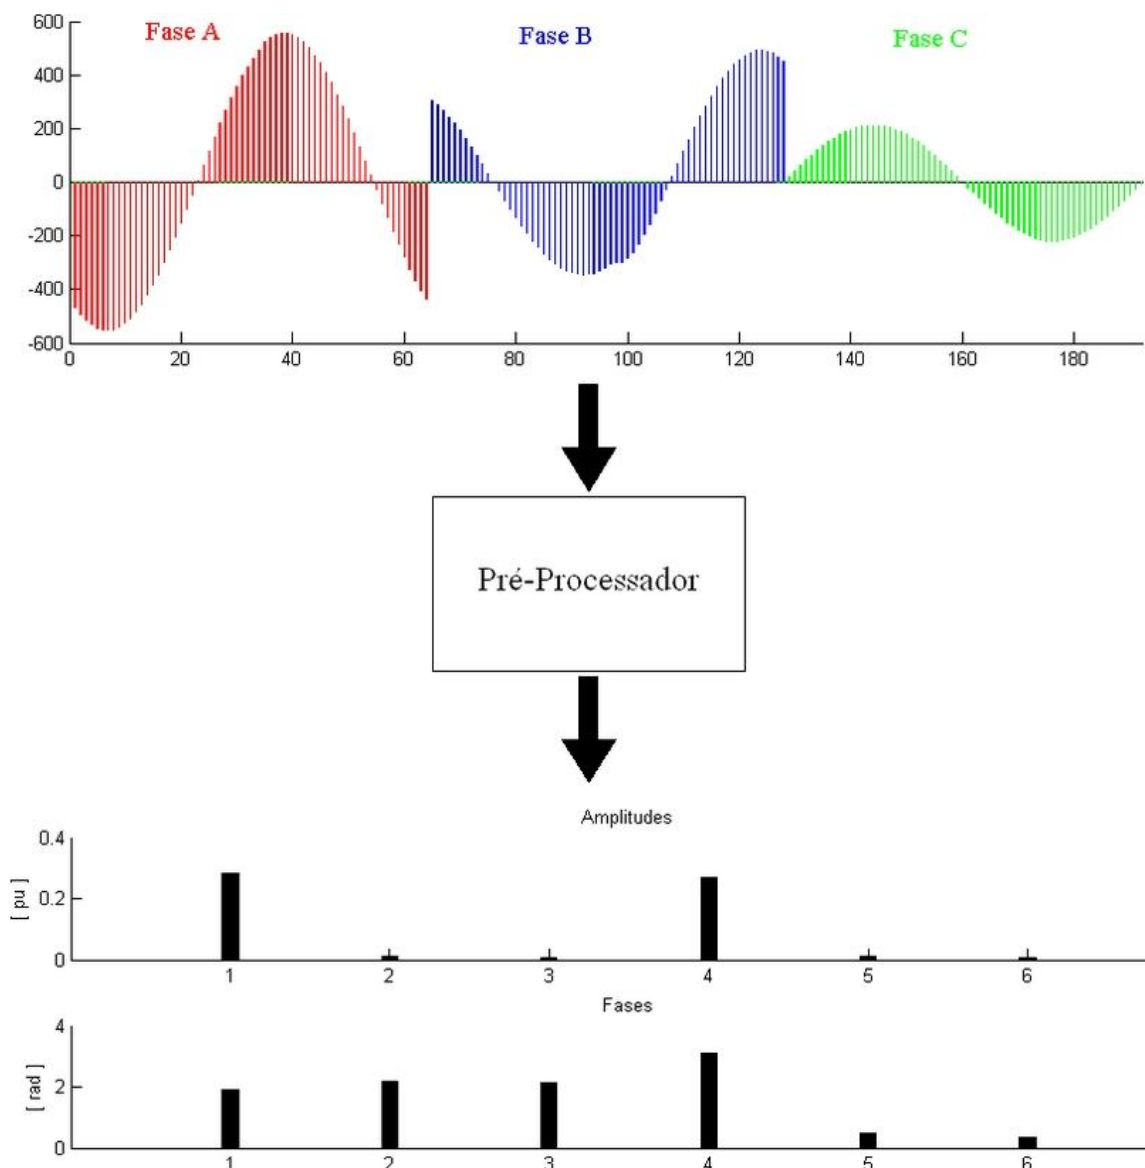 Fase A
Fase B
Fase C
600
400
200
0
-200
-400
-600
0 20 40 60 80 100 120 140 160 180
Pré-Processador
Amplitudes
[ pu ]
0.4
0.2
0
1 2 3 4 5 6
Fases
[ rad ]
4
2
0
1 2 3 4 5 6